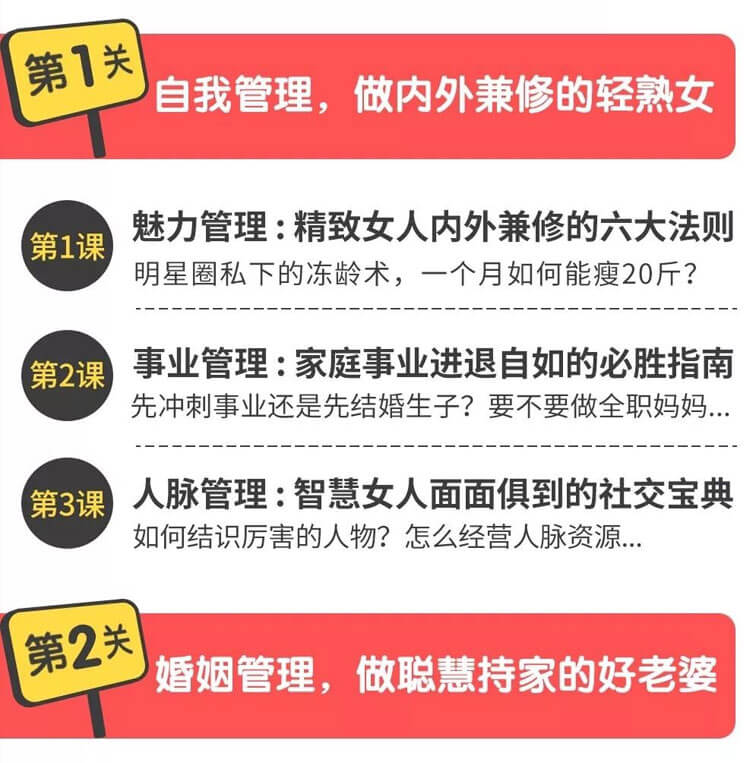 第1关
自我管理，做内外兼修的轻熟女
第1课
魅力管理：精致女人内外兼修的六大法则
明星圈私下的冻龄术，一个月如何能瘦20斤？
第2课
事业管理：家庭事业进退自如的必胜指南
先冲刺事业还是先结婚生子？要不要做全职妈妈...
第3课
人脉管理：智慧女人面面俱到的社交宝典
如何结识厉害的人物？怎么经营人脉资源...
第2关
婚姻管理，做聪慧持家的好老婆